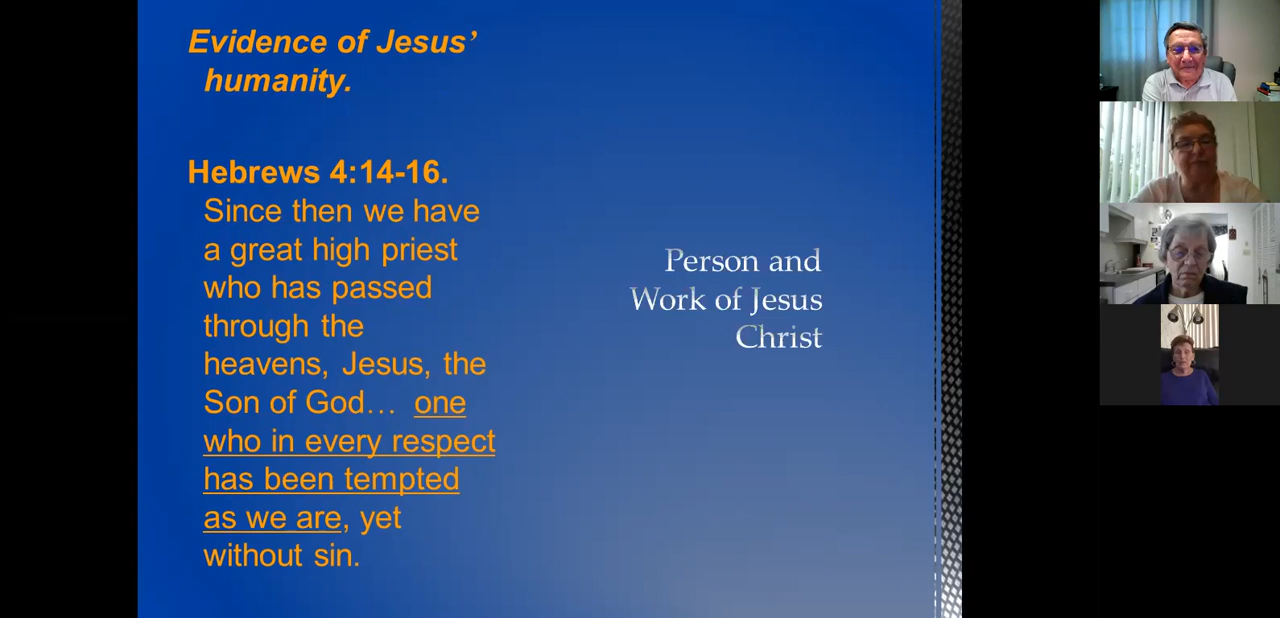 Evidence of Jesus’
humanity.
Hebrews 4:14-16.
Since then we have
a great high priest
who has passed
through the
heavens, Jesus, the
Son of God… one
who in every respect
has been tempted
as we are, yet
without sin.
Person and
Work of Jesus
Christ